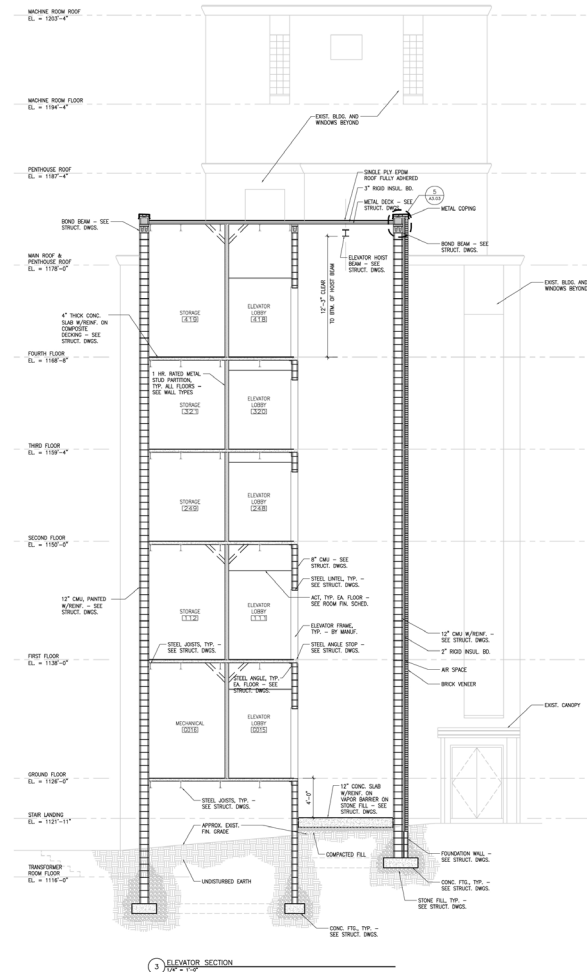 MACHINE ROOM ROOF
EL. = 1203'-4"
MACHINE ROOM FLOOR
EL. = 1194'-4"
EXIST. BLDG. AND
WINDOWS BEYOND
PENTHOUSE ROOF
EL. = 1187'-4"
SINGLE PLY EPDM
ROOF FULLY ADHERED
3" RIGID INSUL. BD.
METAL DECK - SEE
STRUCT. DWGS.
5
A3.03
METAL COPING
BOND BEAM - SEE
STRUCT. DWGS.
BOND BEAM - SEE
STRUCT. DWGS.
ELEVATOR HOIST
BEAM - SEE
STRUCT. DWGS.
MAIN ROOF &
PENTHOUSE ROOF
EL. = 1178'-0"
12'-3" CLEAR
TO BTM. OF HOIST BEAM
EXIST. BLDG. AND
WINDOWS BEYOND
4" THICK CONC.
SLAB W/REINF. ON
COMPOSITE
DECKING - SEE
STRUCT. DWGS.
STORAGE
419
ELEVATOR
LOBBY
418
FOURTH FLOOR
EL. = 1168'-8"
1 HR. RATED METAL
STUD PARTITION,
TYP. ALL FLOORS -
SEE WALL TYPES
STORAGE
321
ELEVATOR
LOBBY
320
THIRD FLOOR
EL. = 1159'-4"
STORAGE
249
ELEVATOR
LOBBY
248
SECOND FLOOR
EL. = 1150'-0"
8" CMU - SEE
STRUCT. DWGS.
STEEL LINTEL, TYP. -
SEE STRUCT. DWGS.
ACT, TYP. EA. FLOOR -
SEE ROOM FIN. SCHED.
12" CMU, PAINTED
W/REINF. - SEE
STRUCT. DWGS.
STORAGE
112
ELEVATOR
LOBBY
111
ELEVATOR FRAME,
TYP. - BY MANUF.
12" CMU W/REINF. -
SEE STRUCT. DWGS.
STEEL JOISTS, TYP. -
SEE STRUCT. DWGS.
STEEL ANGLE STOP -
SEE STRUCT. DWGS.
2" RIGID INSUL. BD.
FIRST FLOOR
EL. = 1138'-0"
AIR SPACE
BRICK VENEER
STEEL ANGLE, TYP.
EA. FLOOR - SEE
STRUCT. DWGS.
EXIST. CANOPY
MECHANICAL
G016
ELEVATOR
LOBBY
G015
GROUND FLOOR
EL. = 1126'-0"
4'-0"
12" CONC. SLAB
W/REINF. ON
VAPOR BARRIER ON
STONE FILL - SEE
STRUCT. DWGS.
STEEL JOISTS, TYP. -
SEE STRUCT. DWGS.
STAIR LANDING
EL. = 1121'-11"
APPROX. EXIST.
FIN. GRADE
COMPACTED FILL
FOUNDATION WALL -
SEE STRUCT. DWGS.
TRANSFORMER
ROOM FLOOR
EL. = 1116'-0"
UNDISTURBED EARTH
CONC. FTG., TYP. -
SEE STRUCT. DWGS.
STONE FILL, TYP. -
SEE STRUCT. DWGS.
CONC. FTG., TYP. -
SEE STRUCT. DWGS.
3
ELEVATOR SECTION
1/4" = 1'-0"